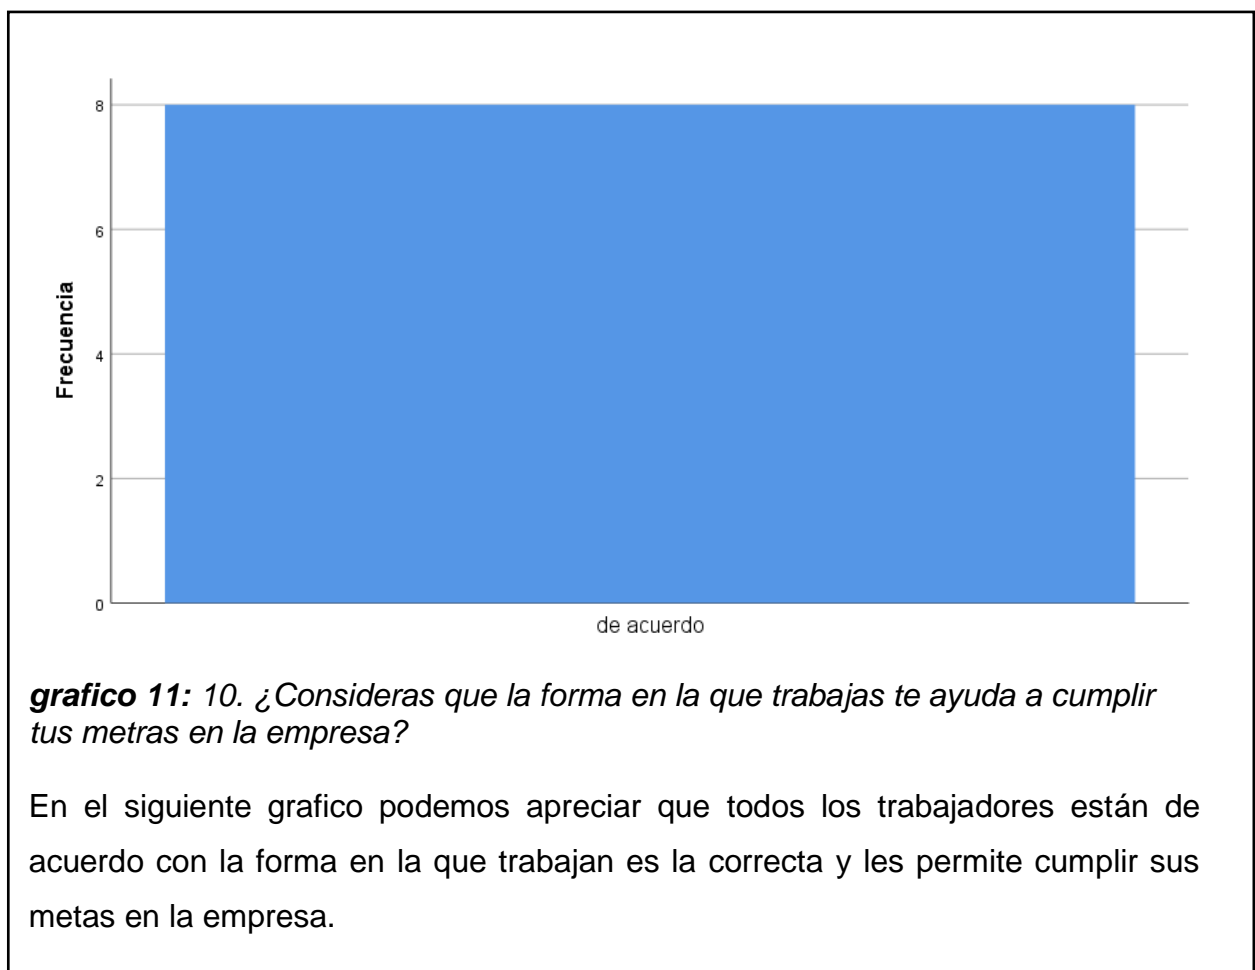 8
6
Frecuencia
4
2
0
de acuerdo
grafico 11: 10. ¿Consideras que la forma en la que trabajas te ayuda a cumplir
tus metras en la empresa?
En el siguiente grafico podemos apreciar que todos los trabajadores están de
acuerdo con la forma en la que trabajan es la correcta y les permite cumplir sus
metas en la empresa.